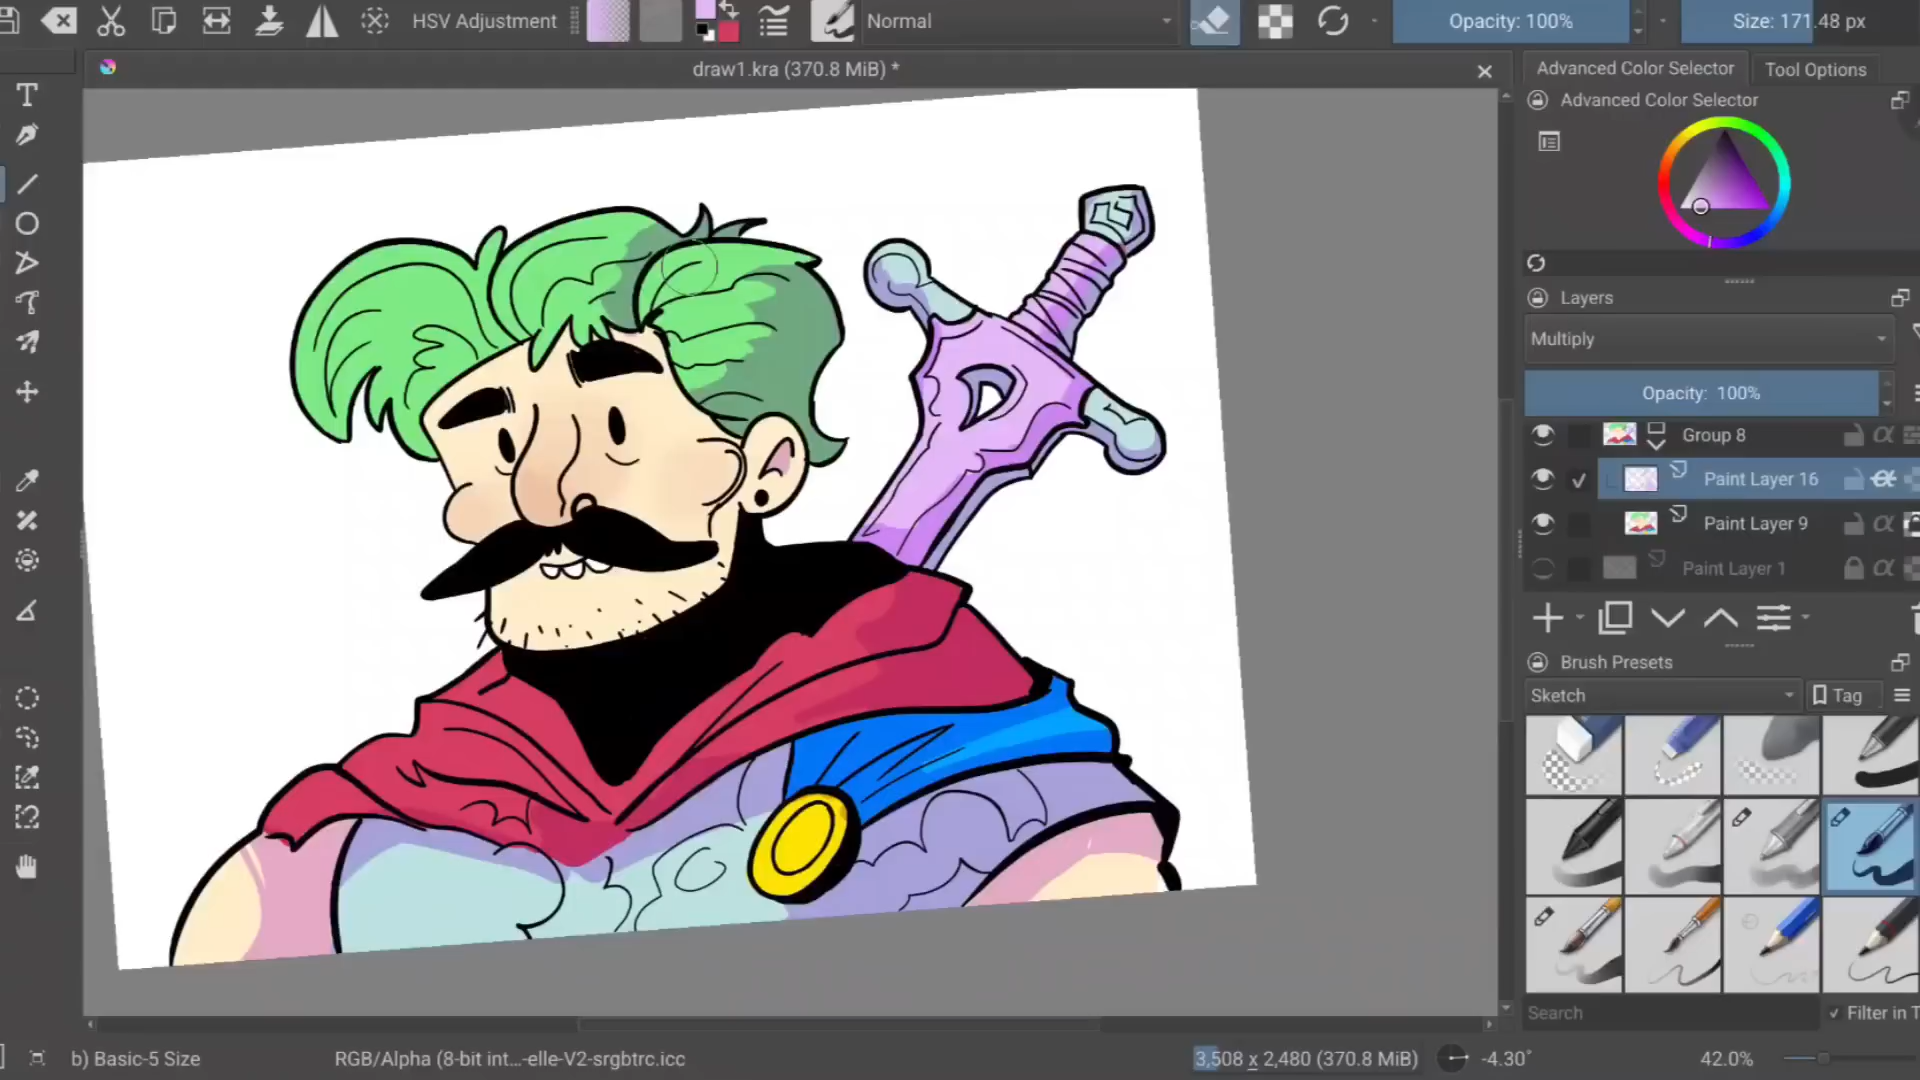 HSV Adjustment
Normal
Opacity: 100%
Size: 171.48 px
draw1.kra (370.8 MiB) *
Advanced Color Selector
Tool Options
Advanced Color Selector
Layers
Multiply
Opacity: 100%
Group 8
Paint Layer 16
Paint Layer 9
Paint Layer 1
Brush Presets
Sketch
Tag
Search
Filter in T
b) Basic-5 Size
RGB/Alpha (8-bit int...-elle-V2-srgbtrc.icc
3,508 x 2,480 (370.8 MiB)
-4.30°
42.0%